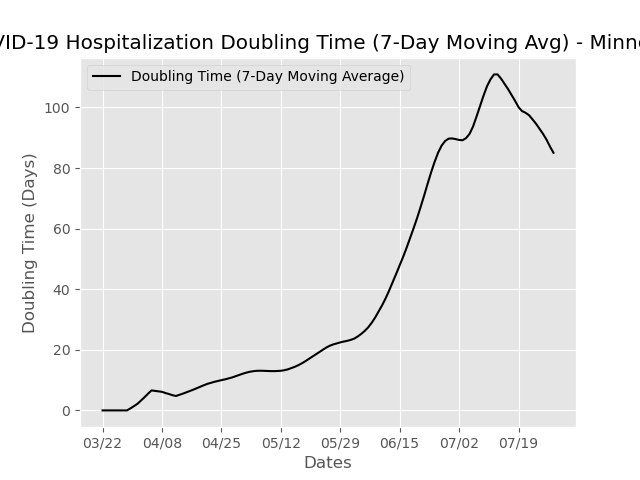 VID-19 Hospitalization Doubling Time (7-Day Moving Avg) - Minn
Doubling Time (7-Day Moving Average)
Doubling Time (Days)
100
80
60
40
20
0
03/22 04/08 04/25 05/12 05/29 06/15 07/02 07/19
Dates